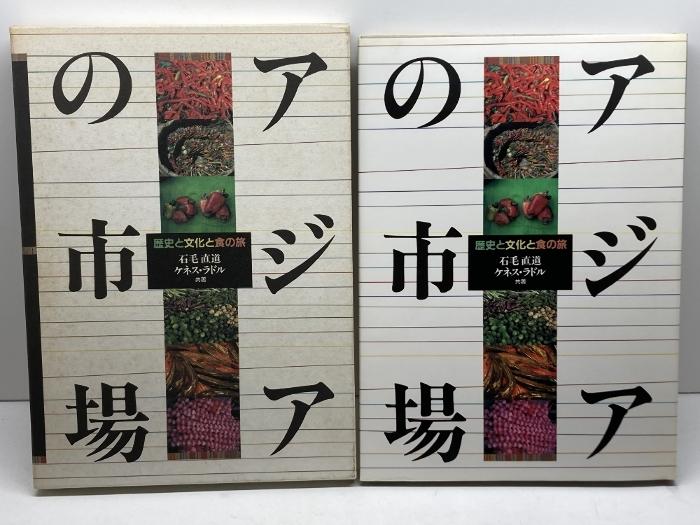 アジア
の市場
歴史と文化と食の旅
石毛直道
ケネス・ラドル
共著
アジア
の市場
歴史と文化と食の旅
石毛直道
ケネス・ラドル
共著